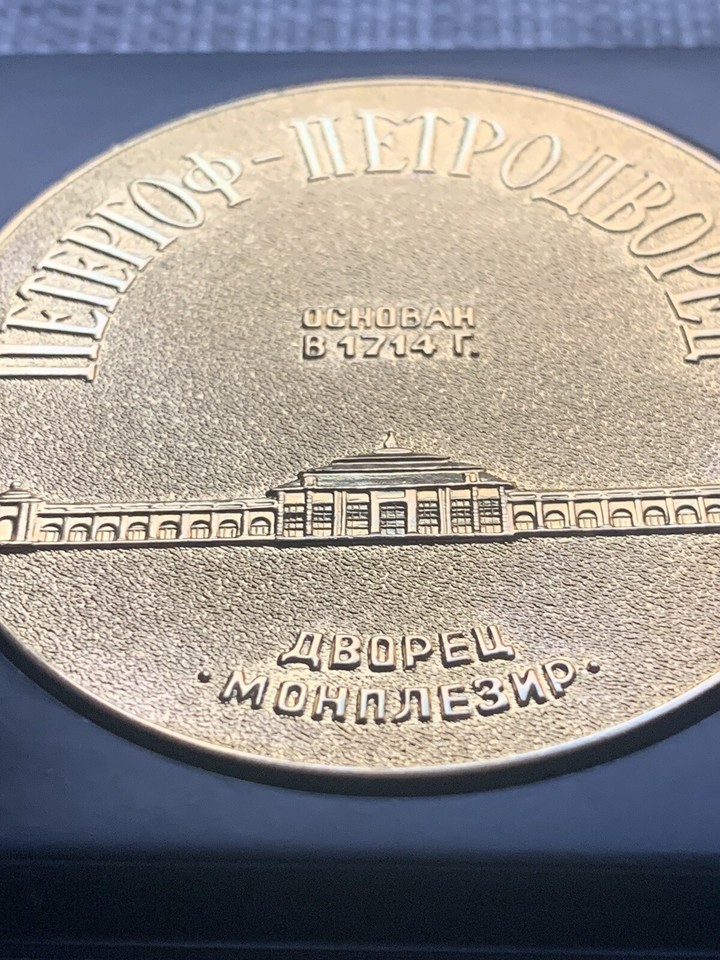 ПЕТЕРГОФ-ПЕТРОДВОРЕЦ
ОСНОВАН
В 1714 Г.
ДВОРЕЦ
·МОНПЛЕЗИР·